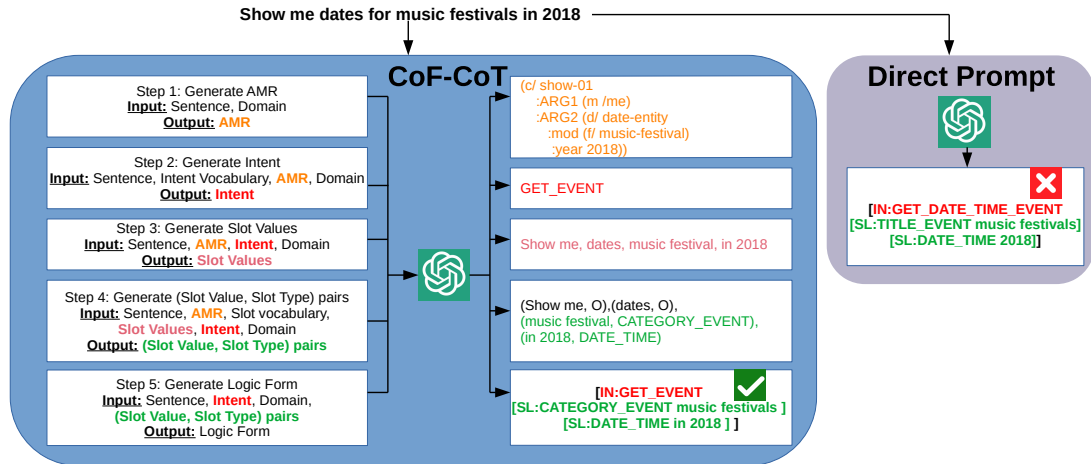 Show me dates for music festivals in 2018
CoF-CoT
Step 1: Generate AMR
Input: Sentence, Domain
Output: AMR
Step 2: Generate Intent
Input: Sentence, Intent Vocabulary, AMR, Domain
Output: Intent
Step 3: Generate Slot Values
Input: Sentence, AMR, Intent, Domain
Output: Slot Values
Step 4: Generate (Slot Value, Slot Type) pairs
Input: Sentence, AMR, Slot vocabulary,
Slot Values, Intent, Domain
Output: (Slot Value, Slot Type) pairs
Step 5: Generate Logic Form
Input: Sentence, Intent, Domain,
(Slot Value, Slot Type) pairs
Output: Logic Form
(c/ show-01
:ARG1 (m /me)
:ARG2 (d/ date-entity
:mod (f/ music-festival)
:year 2018))
GET_EVENT
Show me, dates, music festival, in 2018
(Show me, O),(dates, O),
(music festival, CATEGORY_EVENT),
(in 2018, DATE_TIME)
[IN:GET_EVENT
[SL:CATEGORY_EVENT music festivals ]
[SL:DATE_TIME in 2018 ] ]
Direct Prompt
[IN:GET_DATE_TIME_EVENT
[SL:TITLE_EVENT music festivals]
[SL:DATE_TIME 2018]]